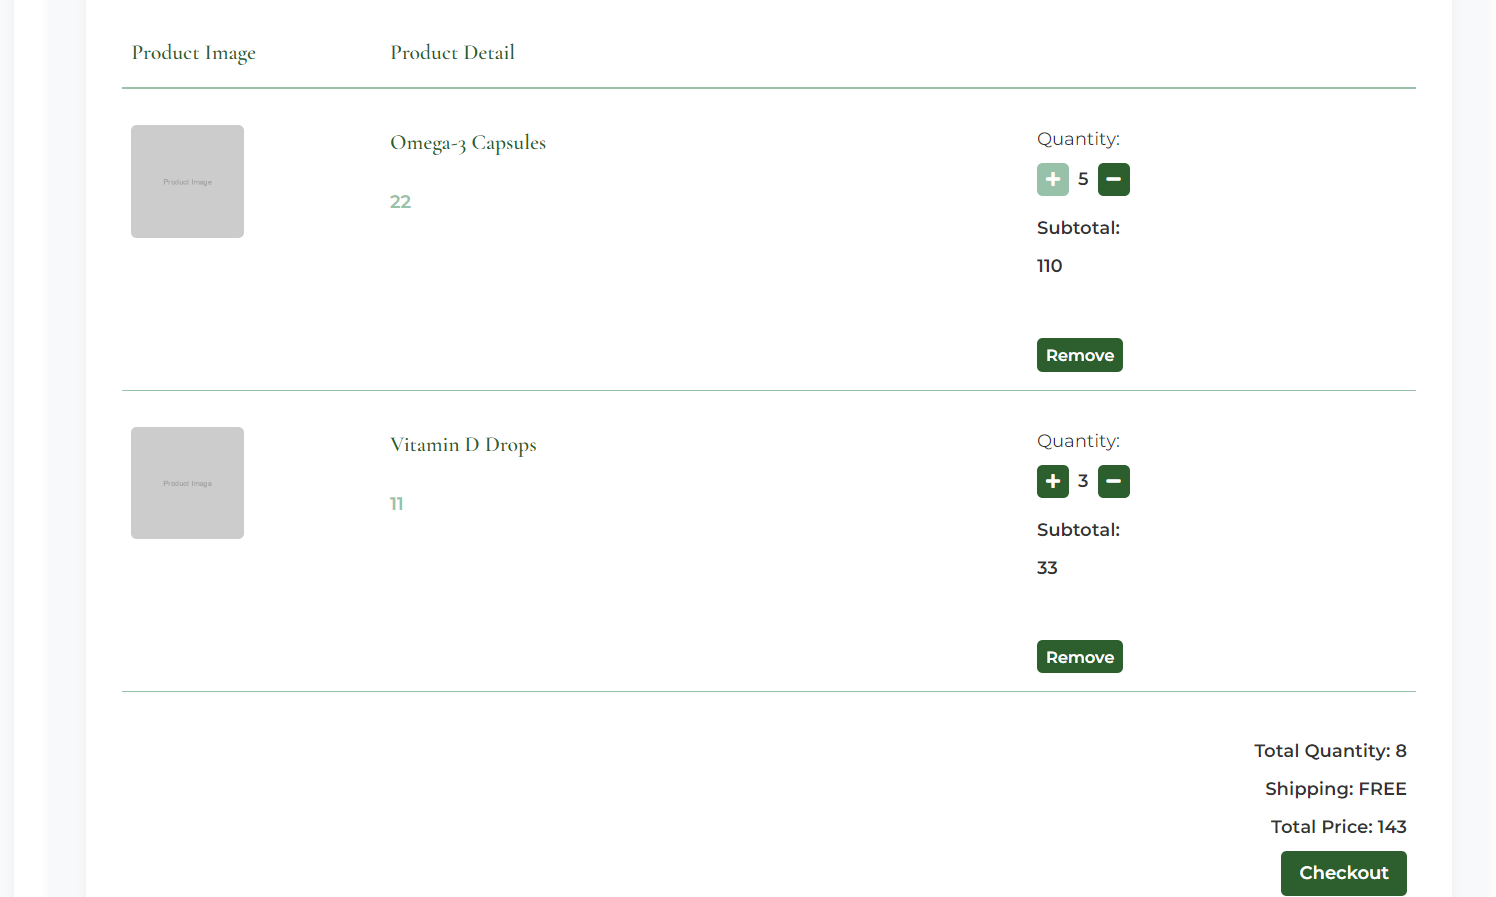 Product Image Product Detail
Product Image
Omega-3 Capsules
22
Quantity:
+ 5 −
Subtotal:
110
Remove
Product Image
Vitamin D Drops
11
Quantity:
+ 3 −
Subtotal:
33
Remove
Total Quantity: 8
Shipping: FREE
Total Price: 143
Checkout